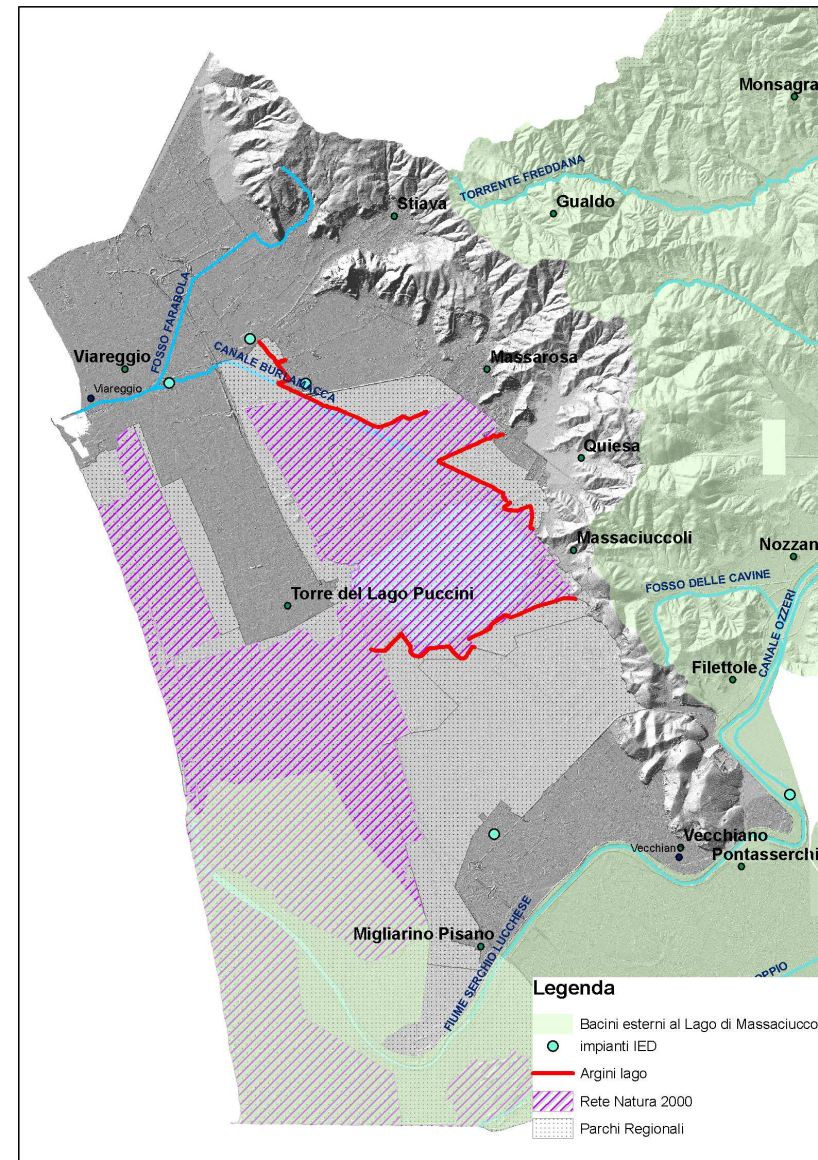 Monsagra
TORRENTE FREDDANA
Stiava
Gualdo
FOSSO FARABOLA
Viareggio
CANALE BURLAMACCA
Massarosa
Viareggio
Quiesa
Massaciuccoli
Nozzan
FOSSO DELLE CAVINE
Torre del Lago Puccini
CANALE OZZERI
Filettole
Vecchiano
Vecchian
Pontasserchi
Migliarino Pisano
FIUME SERCHIO LUCCHESE
OPPIO
Legenda
Bacini esterni al Lago di Massaciucco
impianti IED
Argini lago
Rete Natura 2000
Parchi Regionali